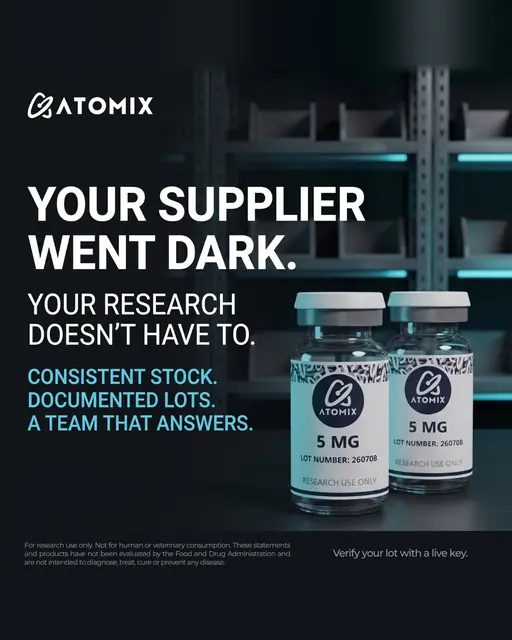 ATOMIX
YOUR SUPPLIER
WENT DARK.
YOUR RESEARCH
DOESN'T HAVE TO.
CONSISTENT STOCK.
DOCUMENTED LOTS.
A TEAM THAT ANSWERS.
ATOMIX
5 MG
LOT NUMBER: 260708
RESEARCH USE ONLY
ATOMIX
5 MG
LOT NUMBER: 260708
RESEARCH USE ONLY
For research use only. Not for human or veterinary consumption. These statements
and products have not been evaluated by the Food and Drug Administration and
are not intended to diagnose, treat, cure or prevent any disease.
Verify your lot with a live key.